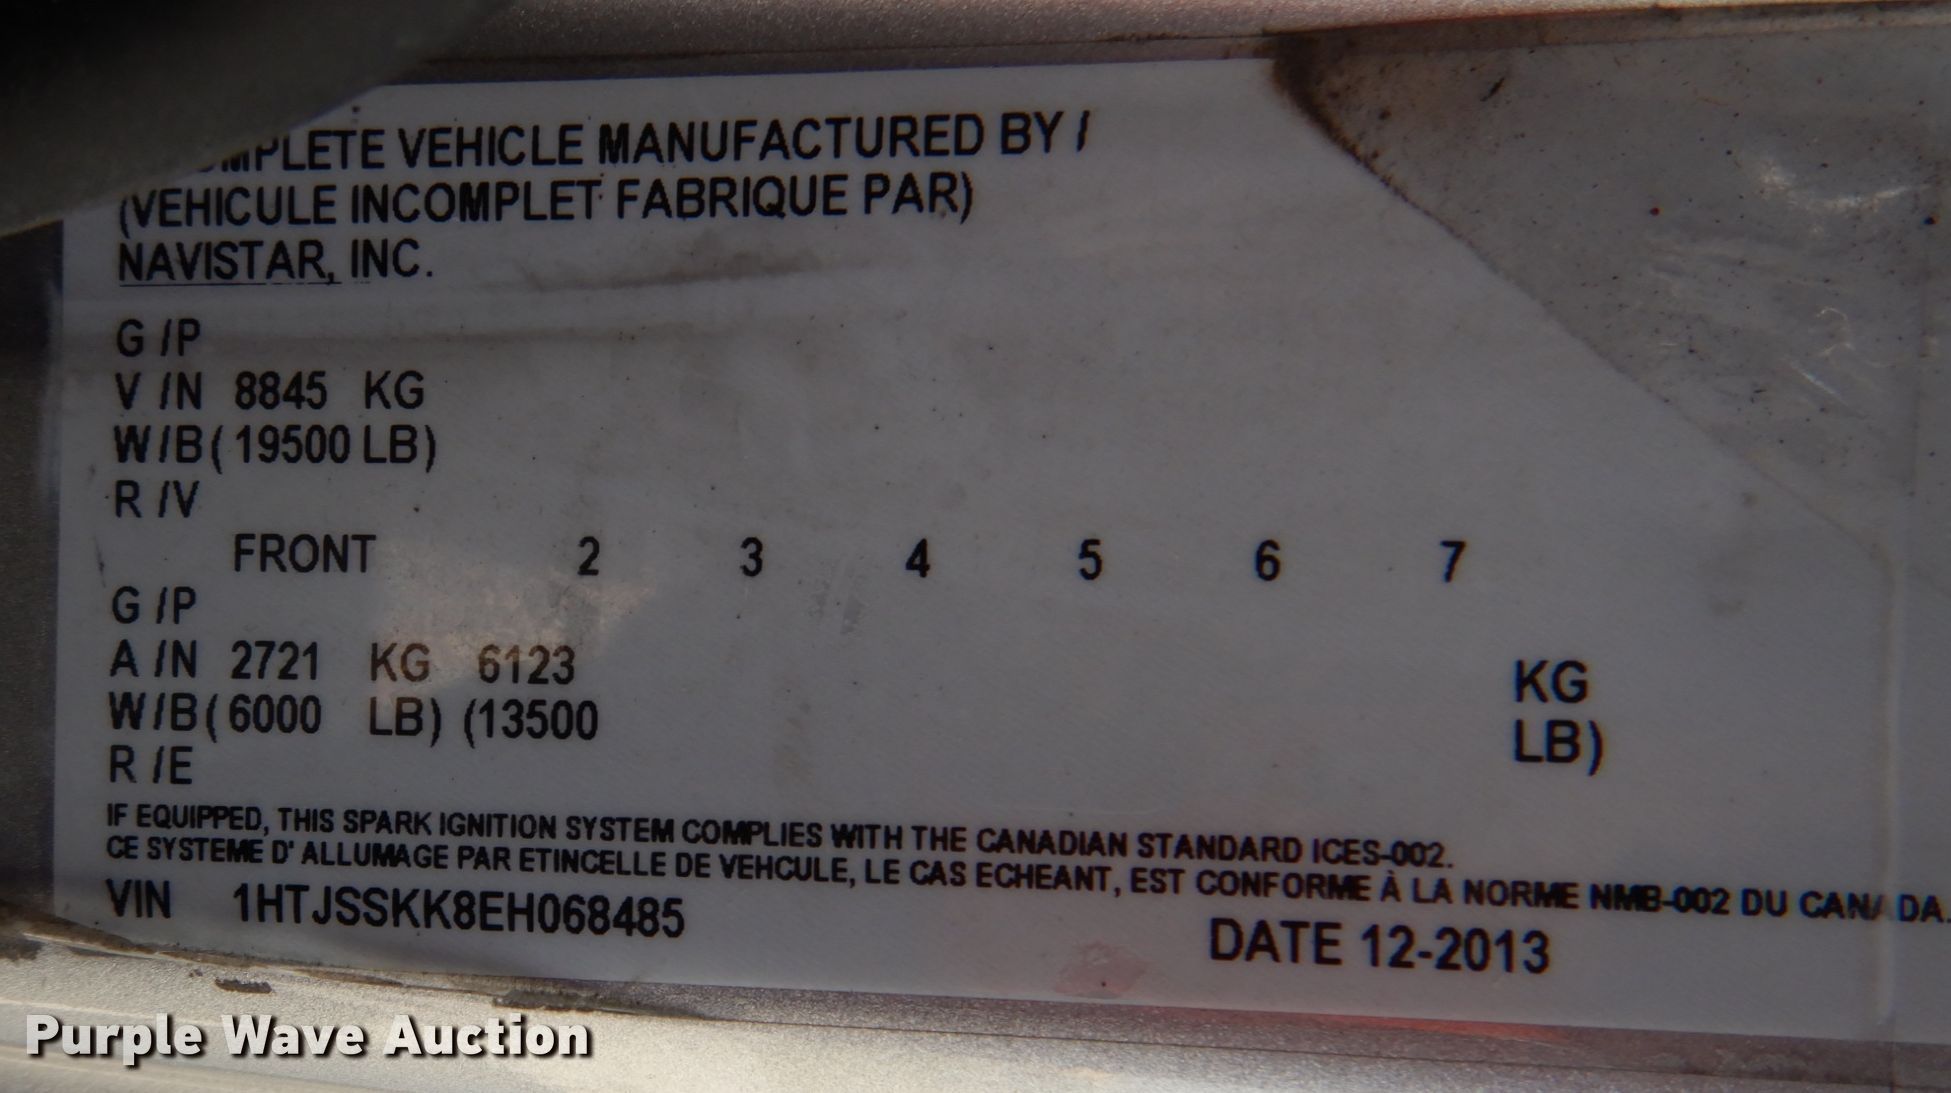 COMPLETE VEHICLE MANUFACTURED BY /
(VEHICULE INCOMPLET FABRIQUE PAR)
NAVISTAR, INC.
G /P
V /N 8845 KG
W/B( 19500 LB)
R /V
FRONT 2 3 4 5 6 7
G /P
A /N 2721 KG 6123 KG
W/B( 6000 LB) (13500 LB)
R /E
IF EQUIPPED, THIS SPARK IGNITION SYSTEM COMPLIES WITH THE CANADIAN STANDARD ICES-002.
CE SYSTEME D' ALLUMAGE PAR ETINCELLE DE VEHCULE, LE CAS ECHEANT, EST CONFORME À LA NORME NMB-002 DU CANADA.
VIN 1HTJSSKK8EH068485
DATE 12-2013
Purple Wave Auction